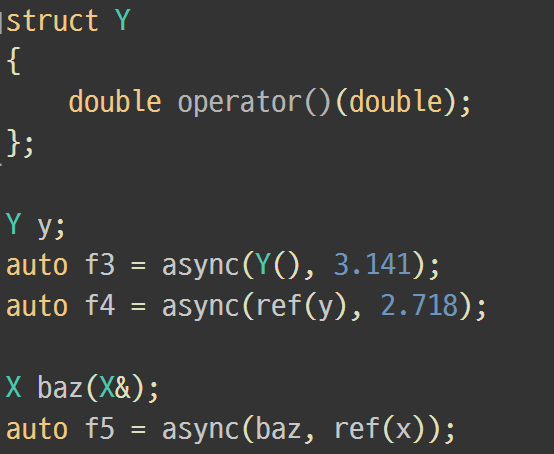 struct Y
{
    double operator()(double);
};

Y y;
auto f3 = async(Y(), 3.141);
auto f4 = async(ref(y), 2.718);

X baz(X&);
auto f5 = async(baz, ref(x));